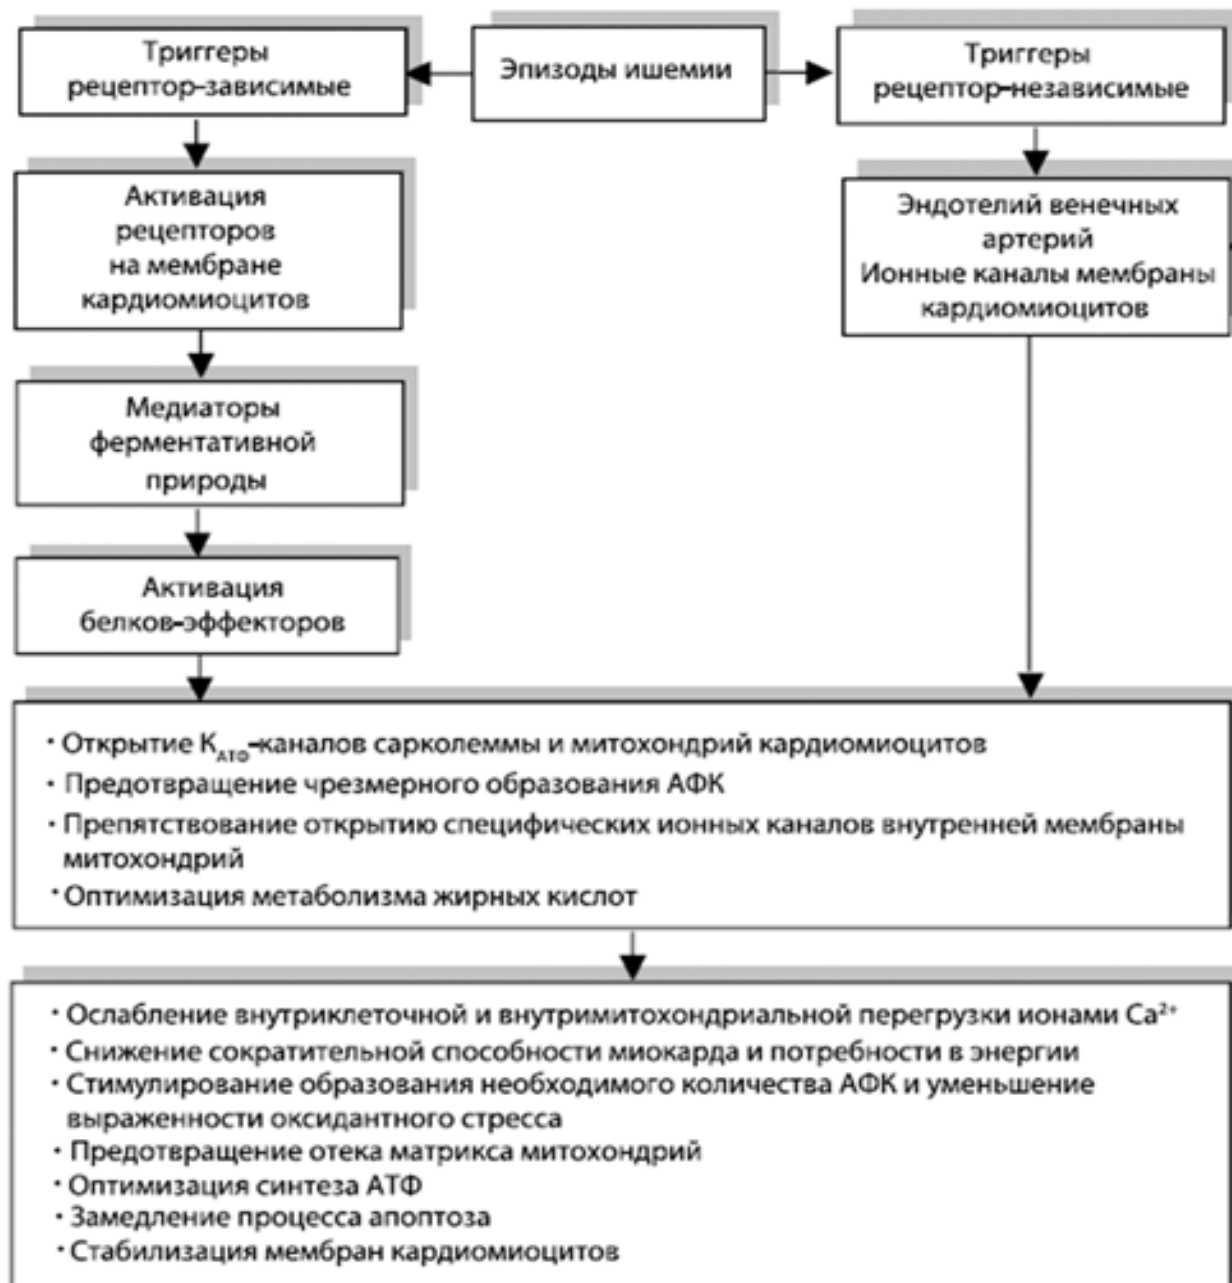 Триггеры
рецептор-зависимые
Эпизоды ишемии
Триггеры
рецептор-независимые
Активация
рецепторов
на мембране
кардиомиоцитов
Эндотелий венечных
артерий
Ионные каналы мембраны
кардиомиоцитов
Медиаторы
ферментативной
природы
Активация
белков-эффекторов
• Открытие K_АТФ-каналов сарколеммы и митохондрий кардиомиоцитов
• Предотвращение чрезмерного образования АФК
• Препятствование открытию специфических ионных каналов внутренней мембраны
митохондрий
• Оптимизация метаболизма жирных кислот
• Ослабление внутриклеточной и внутримитохондриальной перегрузки ионами Ca²⁺
• Снижение сократительной способности миокарда и потребности в энергии
• Стимулирование образования необходимого количества АФК и уменьшение
выраженности оксидантного стресса
• Предотвращение отека матрикса митохондрий
• Оптимизация синтеза АТФ
• Замедление процесса апоптоза
• Стабилизация мембран кардиомиоцитов